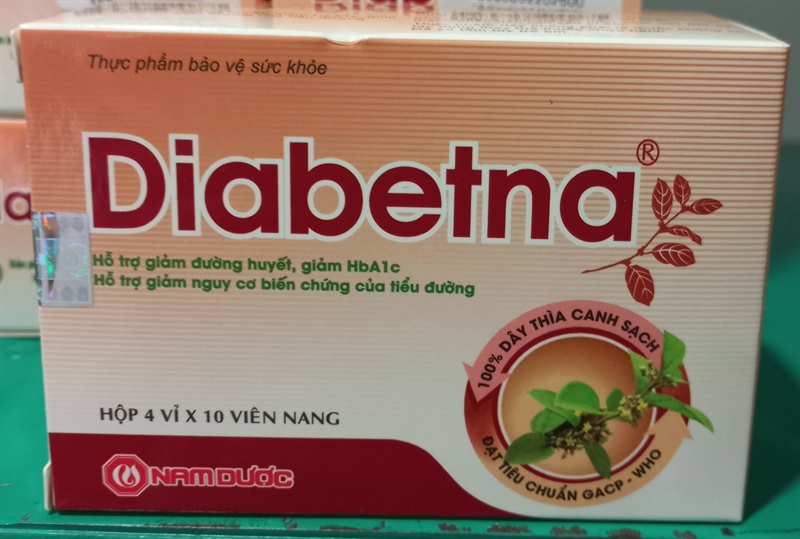 Thực phẩm bảo vệ sức khỏe
Diabetna®
Hỗ trợ giảm đường huyết, giảm HbA1c
Hỗ trợ giảm nguy cơ biến chứng của tiểu đường
100% DÂY THÌA CANH SẠCH
ĐẠT TIÊU CHUẨN GACP - WHO
HỘP 4 VỈ X 10 VIÊN NANG
NAM DƯỢC